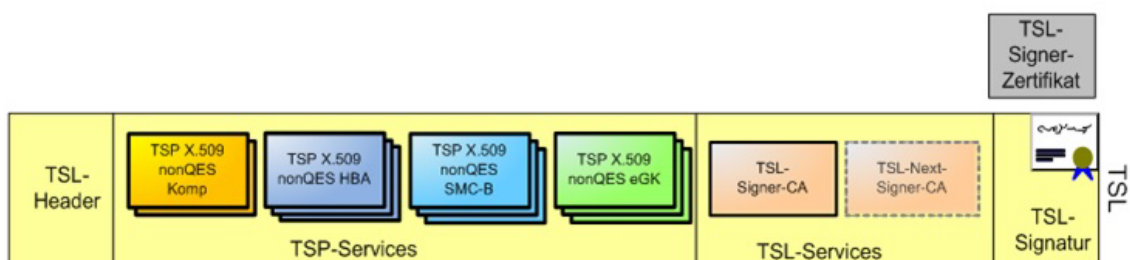 TSL-
Signer-
Zertifikat
TSL-
Header
TSP X.509
nonQES
Komp
TSP X.509
nonQES HBA
TSP X.509
nonQES
SMC-B
TSP X.509
nonQES eGK
TSP-Services
TSL-
Signer-CA
TSL-Next-
Signer-CA
TSL-Services
TSL-
Signatur
TSL